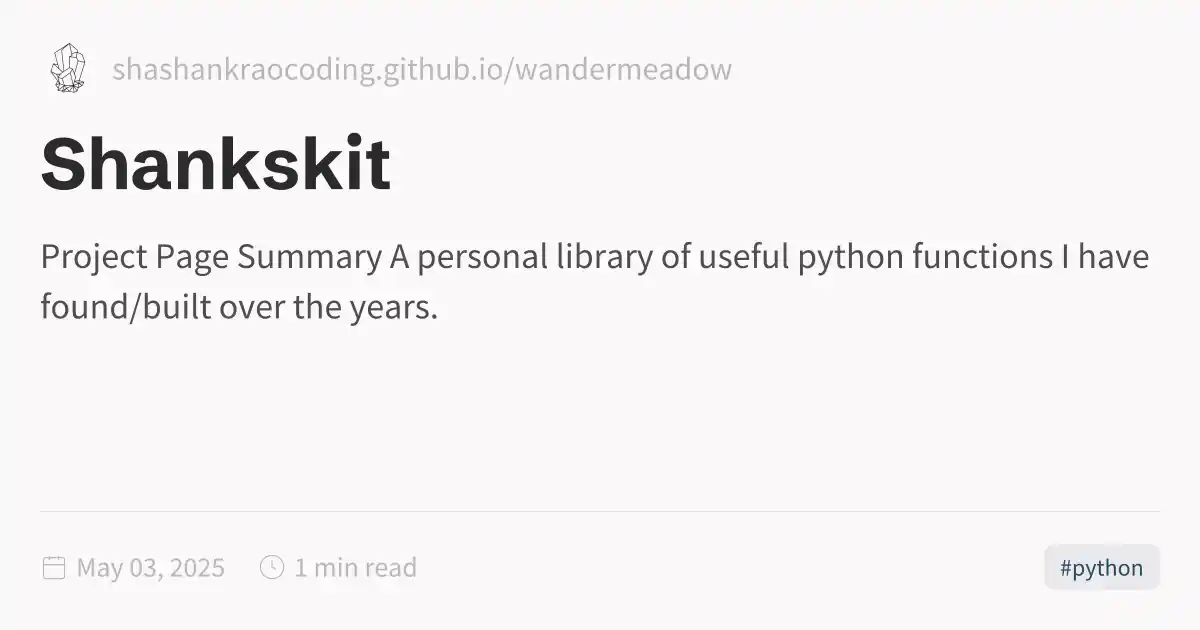 shashankraocoding.github.io/wandermeadow
Shankskit
Project Page Summary A personal library of useful python functions I have
found/built over the years.
May 03, 2025
1 min read
#python